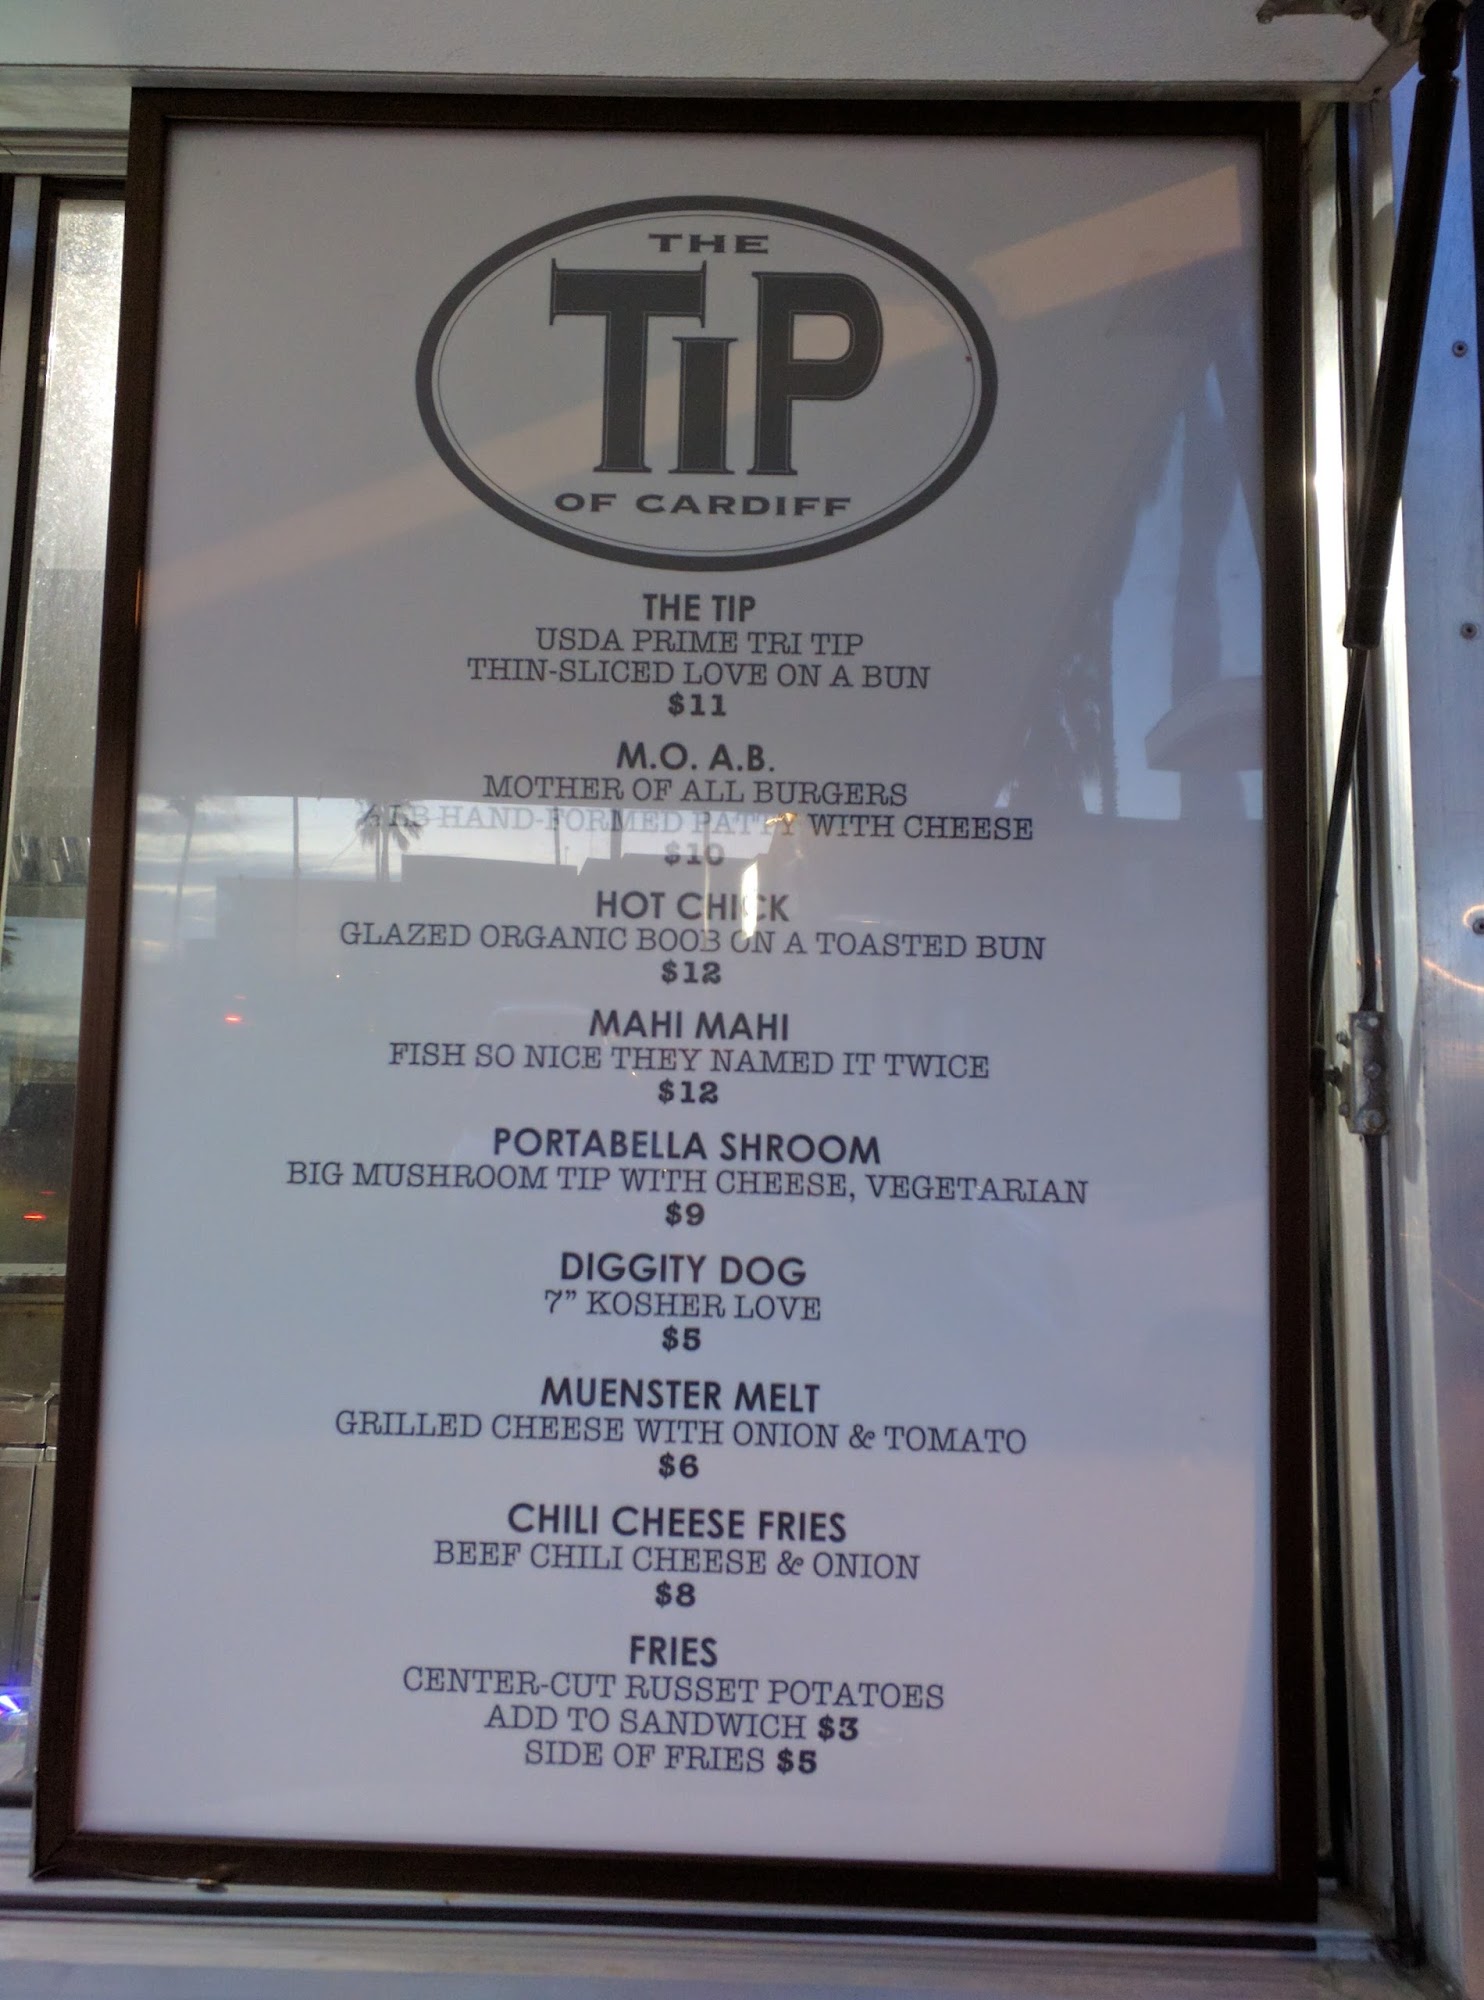 THE
TIP
OF CARDIFF
THE TIP
USDA PRIME TRI TIP
THIN-SLICED LOVE ON A BUN
$11
M.O. A.B.
MOTHER OF ALL BURGERS
LB HAND-FORMED PATTY WITH CHEESE
$10
HOT CHICK
GLAZED ORGANIC BOOB ON A TOASTED BUN
$12
MAHI MAHI
FISH SO NICE THEY NAMED IT TWICE
$12
PORTABELLA SHROOM
BIG MUSHROOM TIP WITH CHEESE, VEGETARIAN
$9
DIGGITY DOG
7" KOSHER LOVE
$5
MUENSTER MELT
GRILLED CHEESE WITH ONION & TOMATO
$6
CHILI CHEESE FRIES
BEEF CHILI CHEESE & ONION
$8
FRIES
CENTER-CUT RUSSET POTATOES
ADD TO SANDWICH $3
SIDE OF FRIES $5